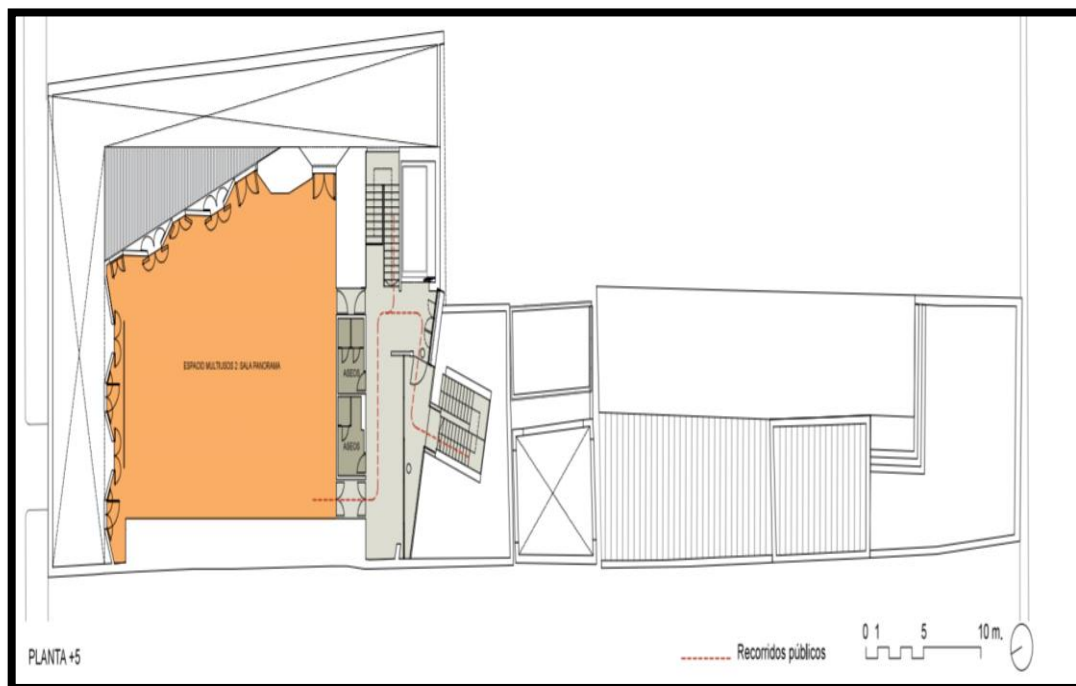 ESPACIO MULTIUSOS 2: SALA PANORAMA
ASEOS
ASEOS
PLANTA +5
Recorridos públicos
0 1 5 10 m.